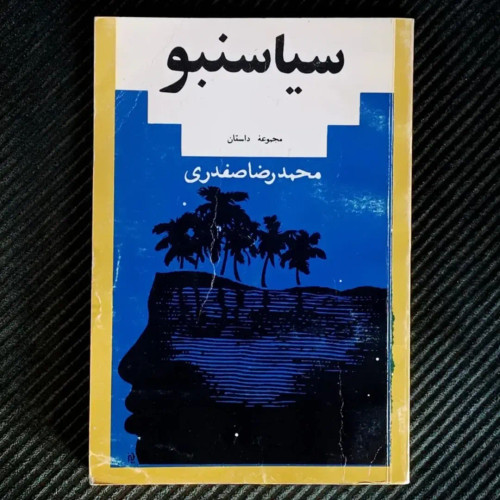 سیاسنبو
مجموعهٔ داستان
محمدرضا صفدری